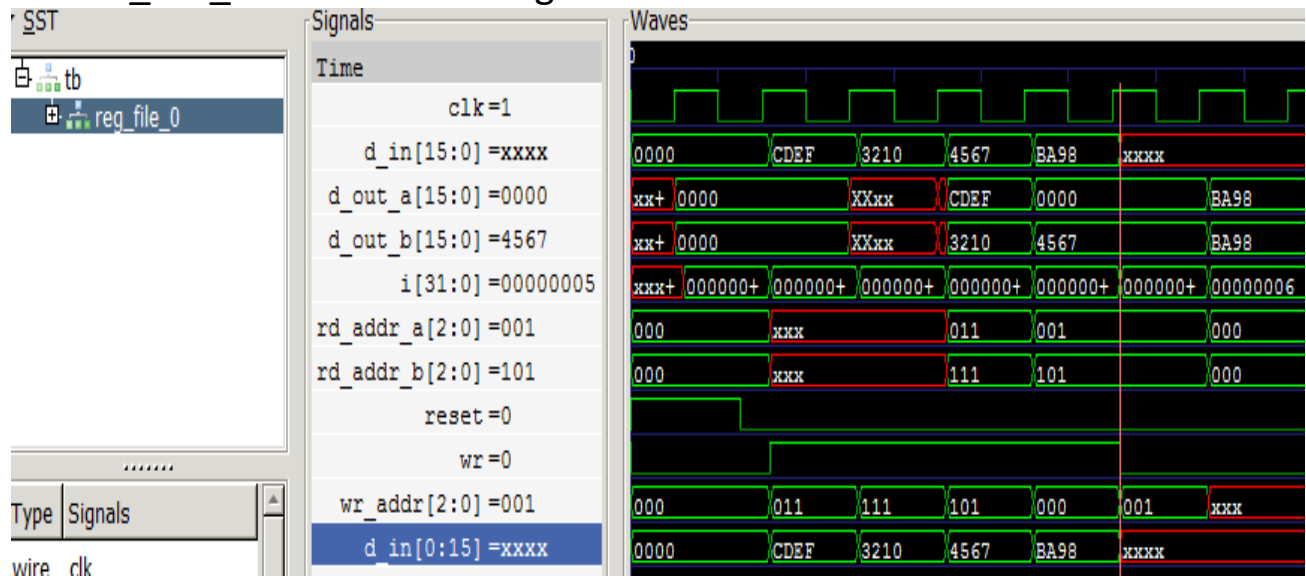 SST
Signals
Waves
Time
0
tb
reg_file_0
clk=1
d_in[15:0]=xxxx
0000 CDEF 3210 4567 BA98 xxxx
d_out_a[15:0]=0000
xx+ 0000 XXxx CDEF 0000 BA98
d_out_b[15:0]=4567
xx+ 0000 XXxx 3210 4567 BA98
i[31:0]=00000005
xxx+ 000000+ 000000+ 000000+ 000000+ 000000+ 000000+ 00000006
rd_addr_a[2:0]=001
000 xxx 011 001 000
rd_addr_b[2:0]=101
000 xxx 111 101 000
reset=0
wr=0
wr_addr[2:0]=001
000 011 111 101 000 001 xxx
d_in[0:15]=xxxx
0000 CDEF 3210 4567 BA98 xxxx
Type Signals
wire clk